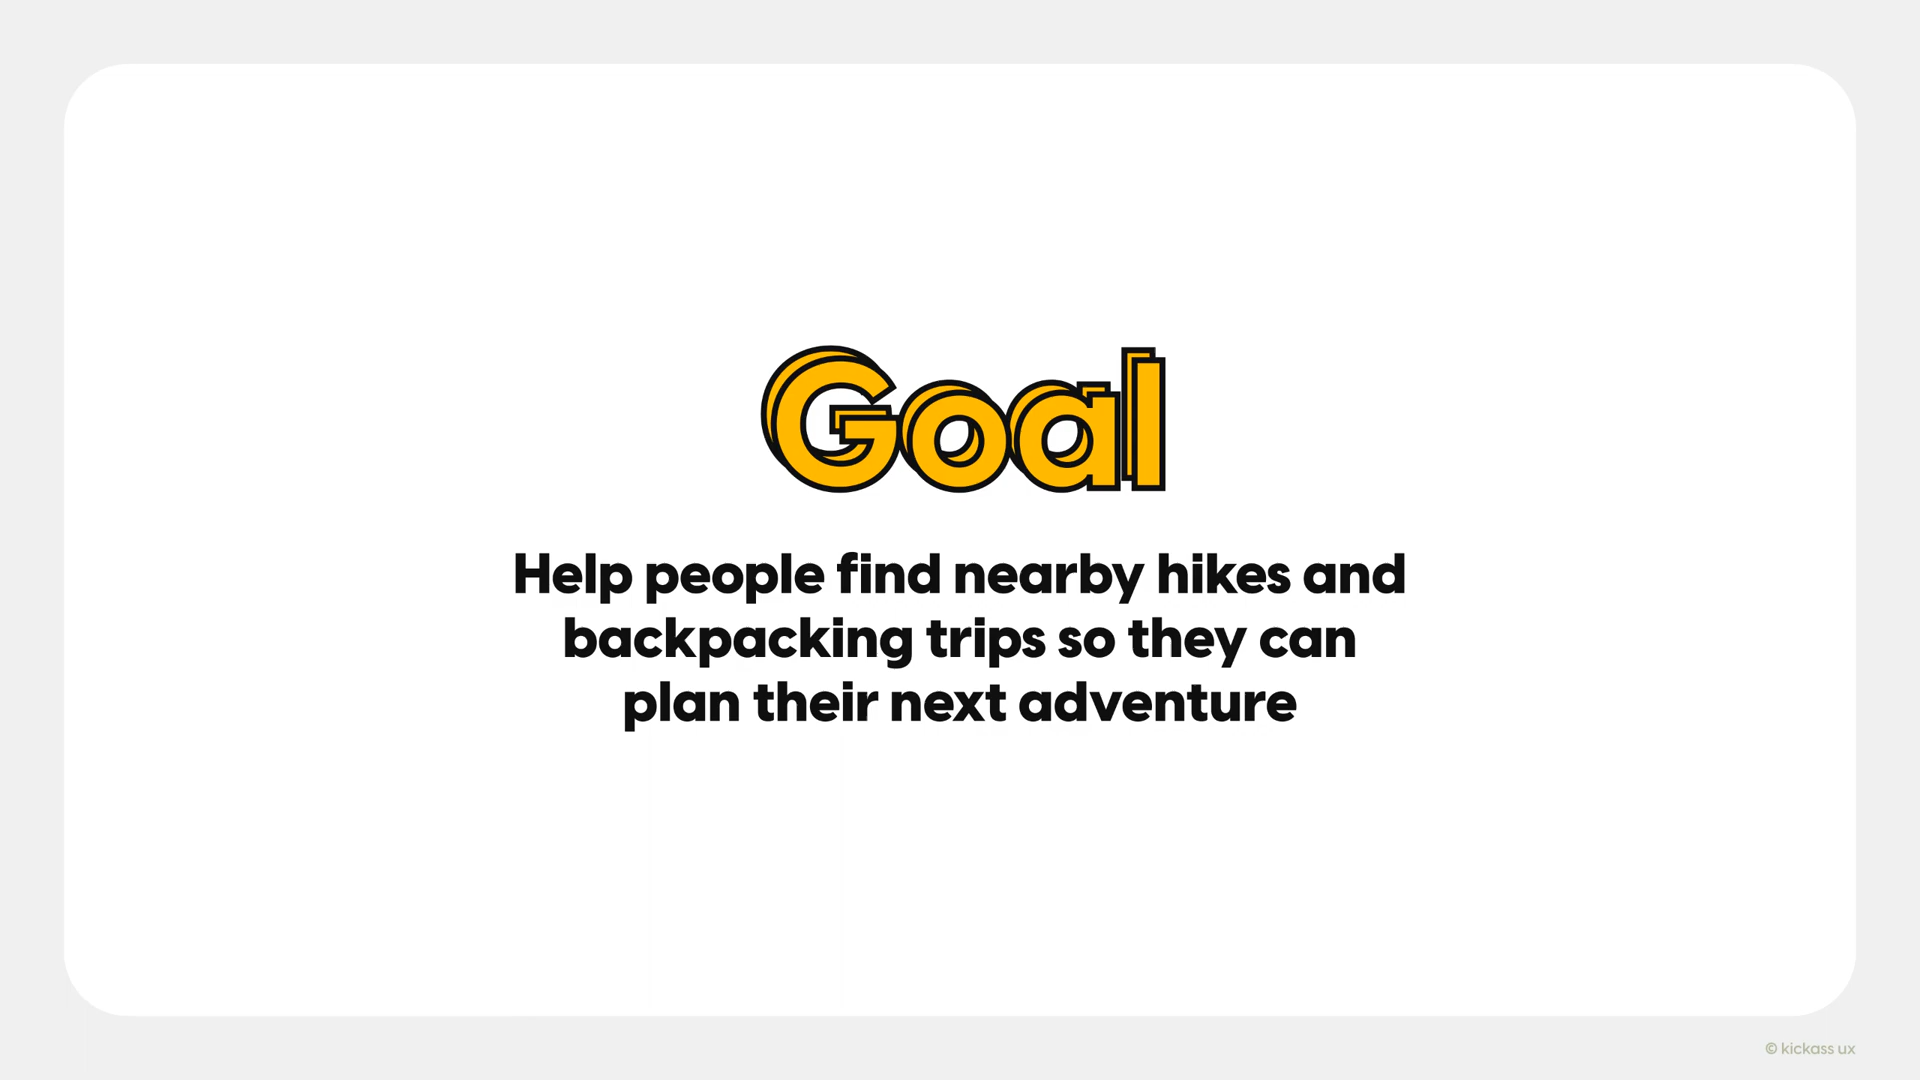 Goal
Help people find nearby hikes and
backpacking trips so they can
plan their next adventure
© kickass ux